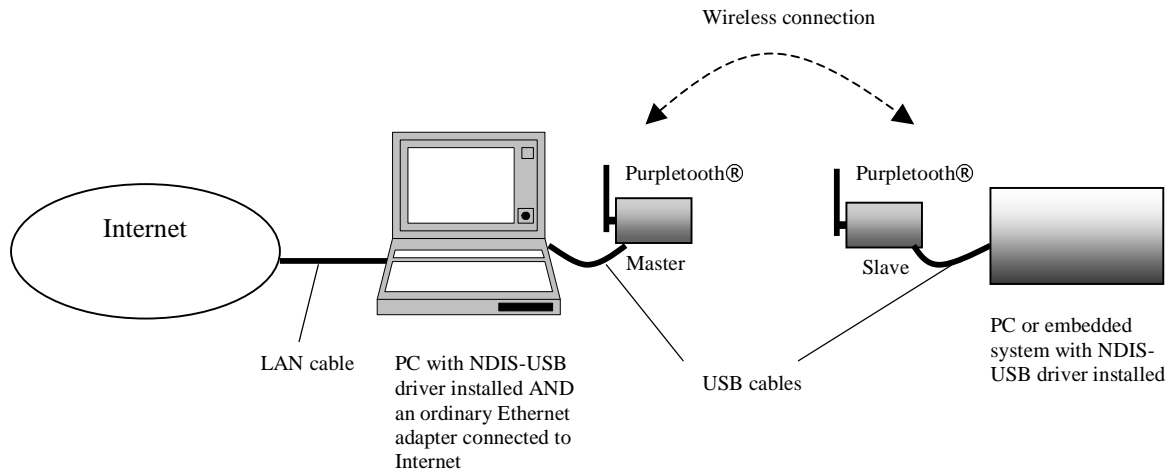 Wireless connection
Purpletooth®
Purpletooth®
Internet
Master
Slave
LAN cable
PC with NDIS-USB
driver installed AND
an ordinary Ethernet
adapter connected to
Internet
USB cables
PC or embedded
system with NDIS-
USB driver installed